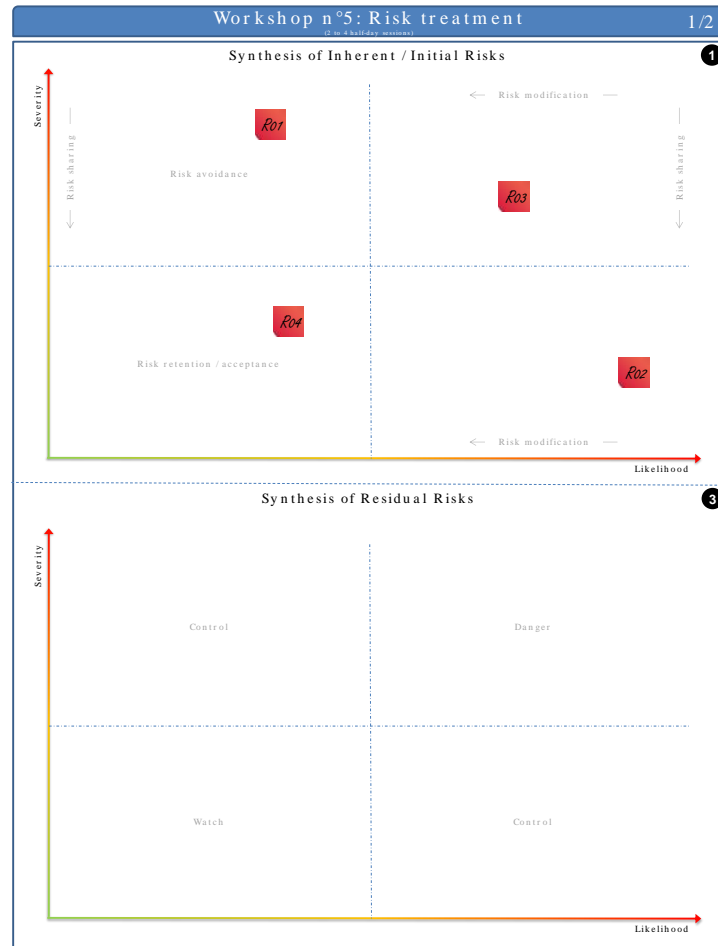 Workshop n°5: Risk treatment
1/2
(2 to 4 half-day sessions)
Synthesis of Inherent / Initial Risks
1
Severity
Risk sharing
Risk avoidance
R01
Risk modification
Risk sharing
R03
R04
Risk retention / acceptance
R02
Risk modification
Likelihood
Synthesis of Residual Risks
3
Severity
Control
Danger
Watch
Control
Likelihood